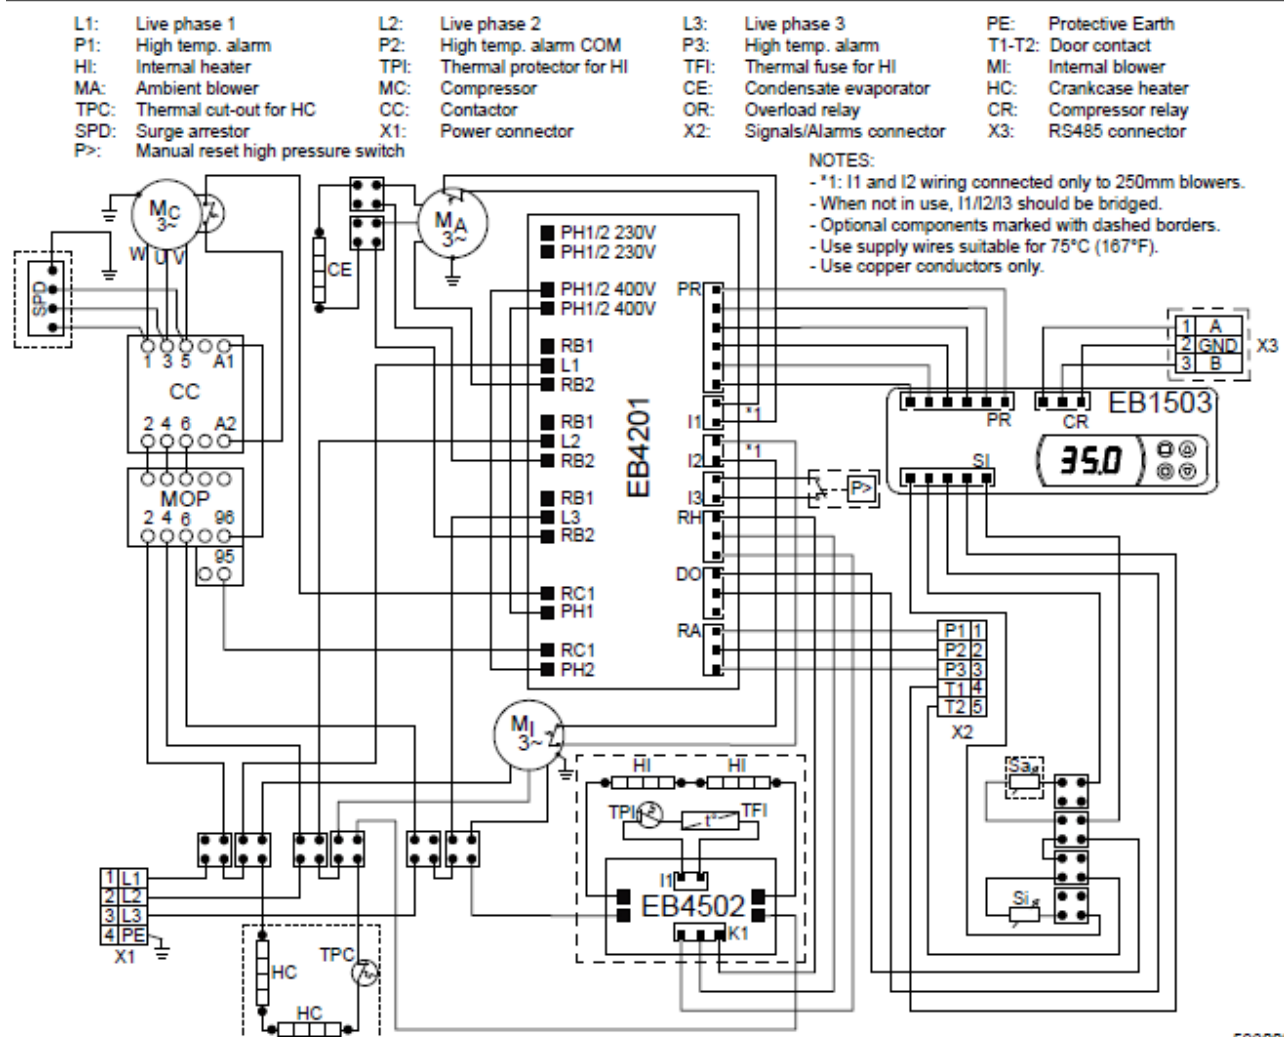 L1: Live phase 1 L2: Live phase 2 L3: Live phase 3 PE: Protective Earth
P1: High temp. alarm P2: High temp. alarm COM P3: High temp. alarm T1-T2: Door contact
HI: Internal heater TPI: Thermal protector for HI TFI: Thermal fuse for HI MI: Internal blower
MA: Ambient blower MC: Compressor CE: Condensate evaporator HC: Crankcase heater
TPC: Thermal cut-out for HC CC: Contactor OR: Overload relay CR: Compressor relay
SPD: Surge arrestor X1: Power connector X2: Signals/Alarms connector X3: RS485 connector
P>: Manual reset high pressure switch
NOTES:
- *1: I1 and I2 wiring connected only to 250mm blowers.
- When not in use, I1/I2/I3 should be bridged.
- Optional components marked with dashed borders.
- Use supply wires suitable for 75°C (167°F).
- Use copper conductors only.
MC
3~
W U V
SPD
1 3 5 A1
CC
2 4 6 A2
MOP
2 4 6 96
95
CE
MA
3~
PH1/2 230V
PH1/2 230V
PH1/2 400V
PH1/2 400V
RB1
L1
RB2
RB1
L2
RB2
RB1
L3
RB2
RC1
PH1
RC1
PH2
EB4201
PR
I1
I2
I3
RH
DO
RA
*1
*1
P>
1 A
2 GND
3 B
X3
EB1503
PR
CR
SI
35.0
P1 1
P2 2
P3 3
T1 4
T2 5
X2
Sa
Si
MI
3~
HI HI
TPI
t°
TFI
I1
EB4502
K1
1 L1
2 L2
3 L3
4 PE
X1
HC
TPC
HC